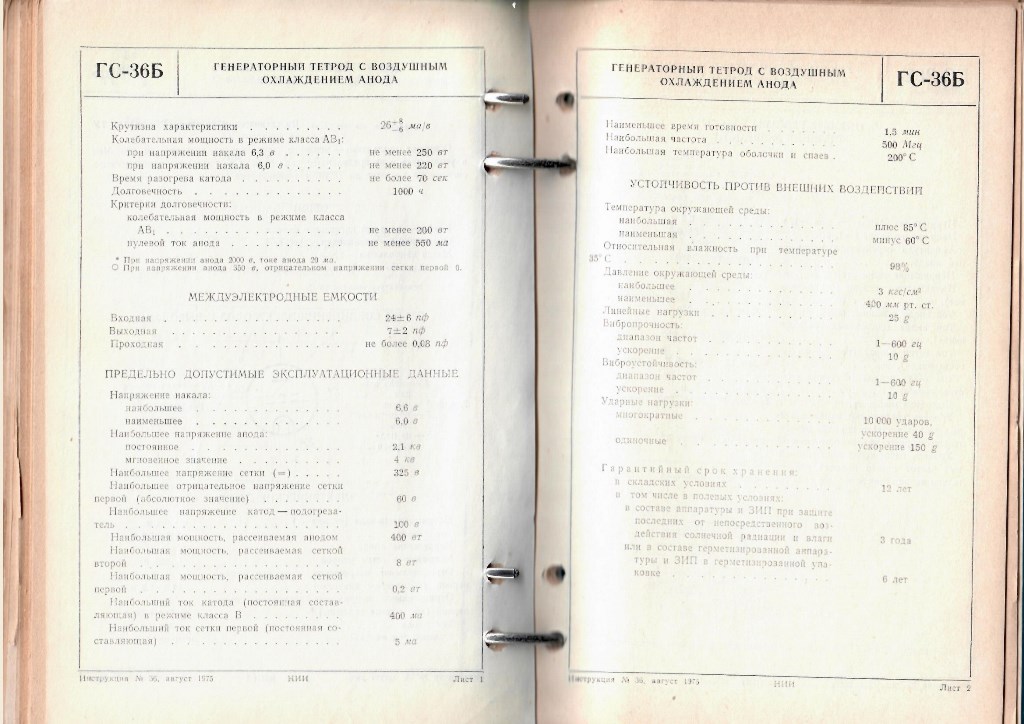 ГС-36Б
ГЕНЕРАТОРНЫЙ ТЕТРОД С ВОЗДУШНЫМ
ОХЛАЖДЕНИЕМ АНОДА
Крутизна характеристики . . . . . . . . 26⁺⁸₋₆ ма/в
Колебательная мощность в режиме класса АВ₁:
при напряжении накала 6,3 в . . . . . . не менее 250 вт
при напряжении накала 6,0 в . . . . . . не менее 220 вт
Время разогрева катода . . . . . . . . не более 70 сек
Долговечность . . . . . . . . . . . . 1000 ч
Критерии долговечности:
колебательная мощность в режиме класса
АВ₁ . . . . . . . . . . . . . . не менее 200 вт
нулевой ток анода . . . . . . . . . не менее 550 ма
* При напряжении анода 2000 в, токе анода 20 ма.
○ При напряжении анода 350 в, отрицательном напряжении сетки первой 0.
МЕЖДУЭЛЕКТРОДНЫЕ ЕМКОСТИ
Входная . . . . . . . . . . . . . . 24±6 пф
Выходная . . . . . . . . . . . . . 7±2 пф
Проходная . . . . . . . . . . . . . не более 0,08 пф
ПРЕДЕЛЬНО ДОПУСТИМЫЕ ЭКСПЛУАТАЦИОННЫЕ ДАННЫЕ
Напряжение накала:
наибольшее . . . . . . . . . . . 6,6 в
наименьшее . . . . . . . . . . . 6,0 в
Наибольшее напряжение анода:
постоянное . . . . . . . . . . . 2,1 кв
мгновенное значение . . . . . . . . 4 кв
Наибольшее напряжение сетки (=) . . . . 325 в
Наибольшее отрицательное напряжение сетки
первой (абсолютное значение) . . . . . . . 60 в
Наибольшее напряжение катод — подогрева-
тель . . . . . . . . . . . . . . . 100 в
Наибольшая мощность, рассеиваемая анодом 400 вт
Наибольшая мощность, рассеиваемая сеткой
второй . . . . . . . . . . . . . . 8 вт
Наибольшая мощность, рассеиваемая сеткой
первой . . . . . . . . . . . . . . 0,2 вт
Наибольший ток катода (постоянная состав-
ляющая) в режиме класса В . . . . . . . . 400 ма
Наибольший ток сетки первой (постоянная со-
ставляющая) . . . . . . . . . . . . 5 ма
Инструкция № 36, август 1975 НИИ Лист 1
ГЕНЕРАТОРНЫЙ ТЕТРОД С ВОЗДУШНЫМ
ОХЛАЖДЕНИЕМ АНОДА
ГС-36Б
Наименьшее время готовности . . . . . . 1,5 мин
Наибольшая частота . . . . . . . . . 500 Мгц
Наибольшая температура оболочки и спаев . 200° С
УСТОЙЧИВОСТЬ ПРОТИВ ВНЕШНИХ ВОЗДЕЙСТВИЙ
Температура окружающей среды:
наибольшая . . . . . . . . . . . плюс 85° С
наименьшая . . . . . . . . . . . минус 60° С
Относительная влажность при температуре
35° С . . . . . . . . . . . . . . 98%
Давление окружающей среды:
наибольшее . . . . . . . . . . . 3 кгс/см²
наименьшее . . . . . . . . . . . 400 мм рт. ст.
Линейные нагрузки . . . . . . . . . . 25 g
Вибропрочность:
диапазон частот . . . . . . . . . . 1—600 гц
ускорение . . . . . . . . . . . . 10 g
Виброустойчивость:
диапазон частот . . . . . . . . . . 1—600 гц
ускорение . . . . . . . . . . . . 10 g
Ударные нагрузки:
многократные . . . . . . . . . . . 10 000 ударов,
ускорение 40 g
одиночные . . . . . . . . . . . . ускорение 150 g
Гарантийный срок хранения:
в складских условиях . . . . . . . . 12 лет
в том числе в полевых условиях:
в составе аппаратуры и ЗИП при защите
последних от непосредственного воз-
действия солнечной радиации и влаги 3 года
или в составе герметизированной аппара-
туры и ЗИП в герметизированной упа-
ковке . . . . . . . . . . . . . 6 лет
Инструкция № 36, август 1975 НИИ Лист 2